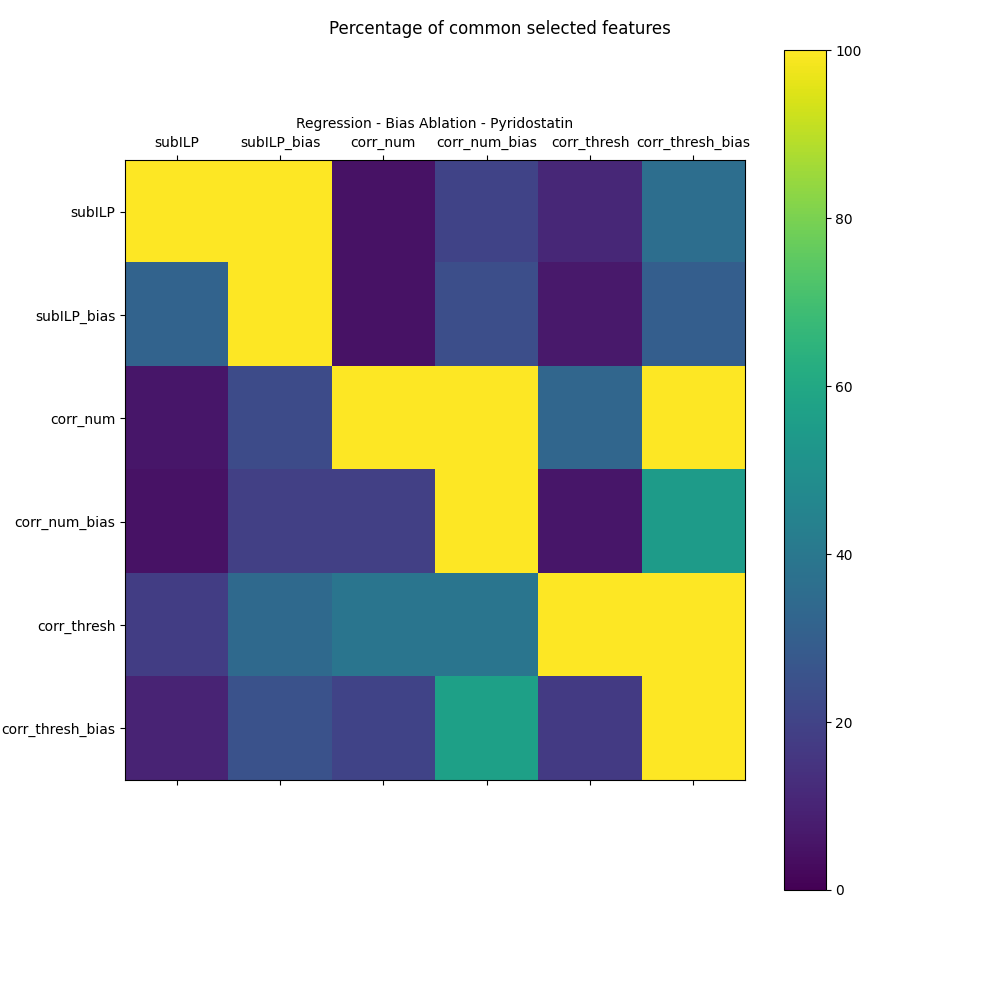 Percentage of common selected features
Regression - Bias Ablation - Pyridostatin
subILP subILP_bias corr_num corr_num_bias corr_thresh corr_thresh_bias
subILP
subILP_bias
corr_num
corr_num_bias
corr_thresh
corr_thresh_bias
100
80
60
40
20
0